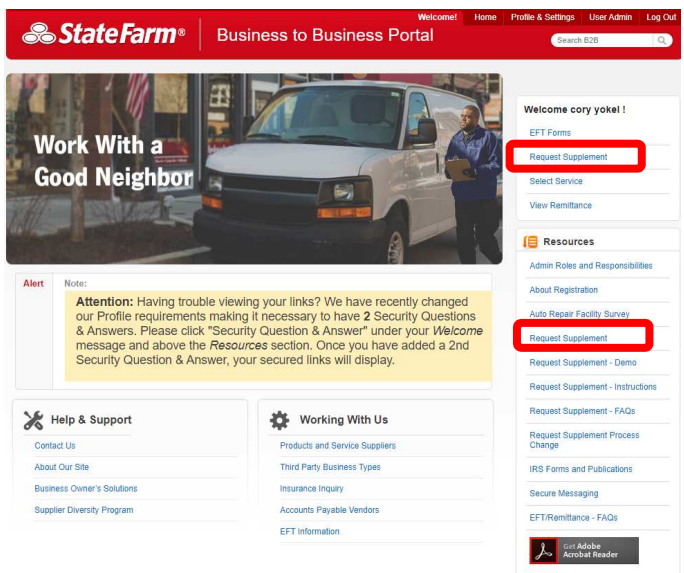 Welcome! Home Profile & Settings User Admin Log Out
StateFarm® Business to Business Portal
Search B2B
Work With a
Good Neighbor
Welcome cory yokel !
EFT Forms
Request Supplement
Select Service
View Remittance
Resources
Admin Roles and Responsibilities
About Registration
Auto Repair Facility Survey
Request Supplement
Request Supplement - Demo
Request Supplement - Instructions
Request Supplement - FAQs
Request Supplement Process
Change
IRS Forms and Publications
Secure Messaging
EFT/Remittance - FAQs
Get Adobe
Acrobat Reader
Alert Note:
Attention: Having trouble viewing your links? We have recently changed
our Profile requirements making it necessary to have 2 Security Questions
& Answers. Please click "Security Question & Answer" under your Welcome
message and above the Resources section. Once you have added a 2nd
Security Question & Answer, your secured links will display.
Help & Support
Contact Us
About Our Site
Business Owner's Solutions
Supplier Diversity Program
Working With Us
Products and Service Suppliers
Third Party Business Types
Insurance Inquiry
Accounts Payable Vendors
EFT Information